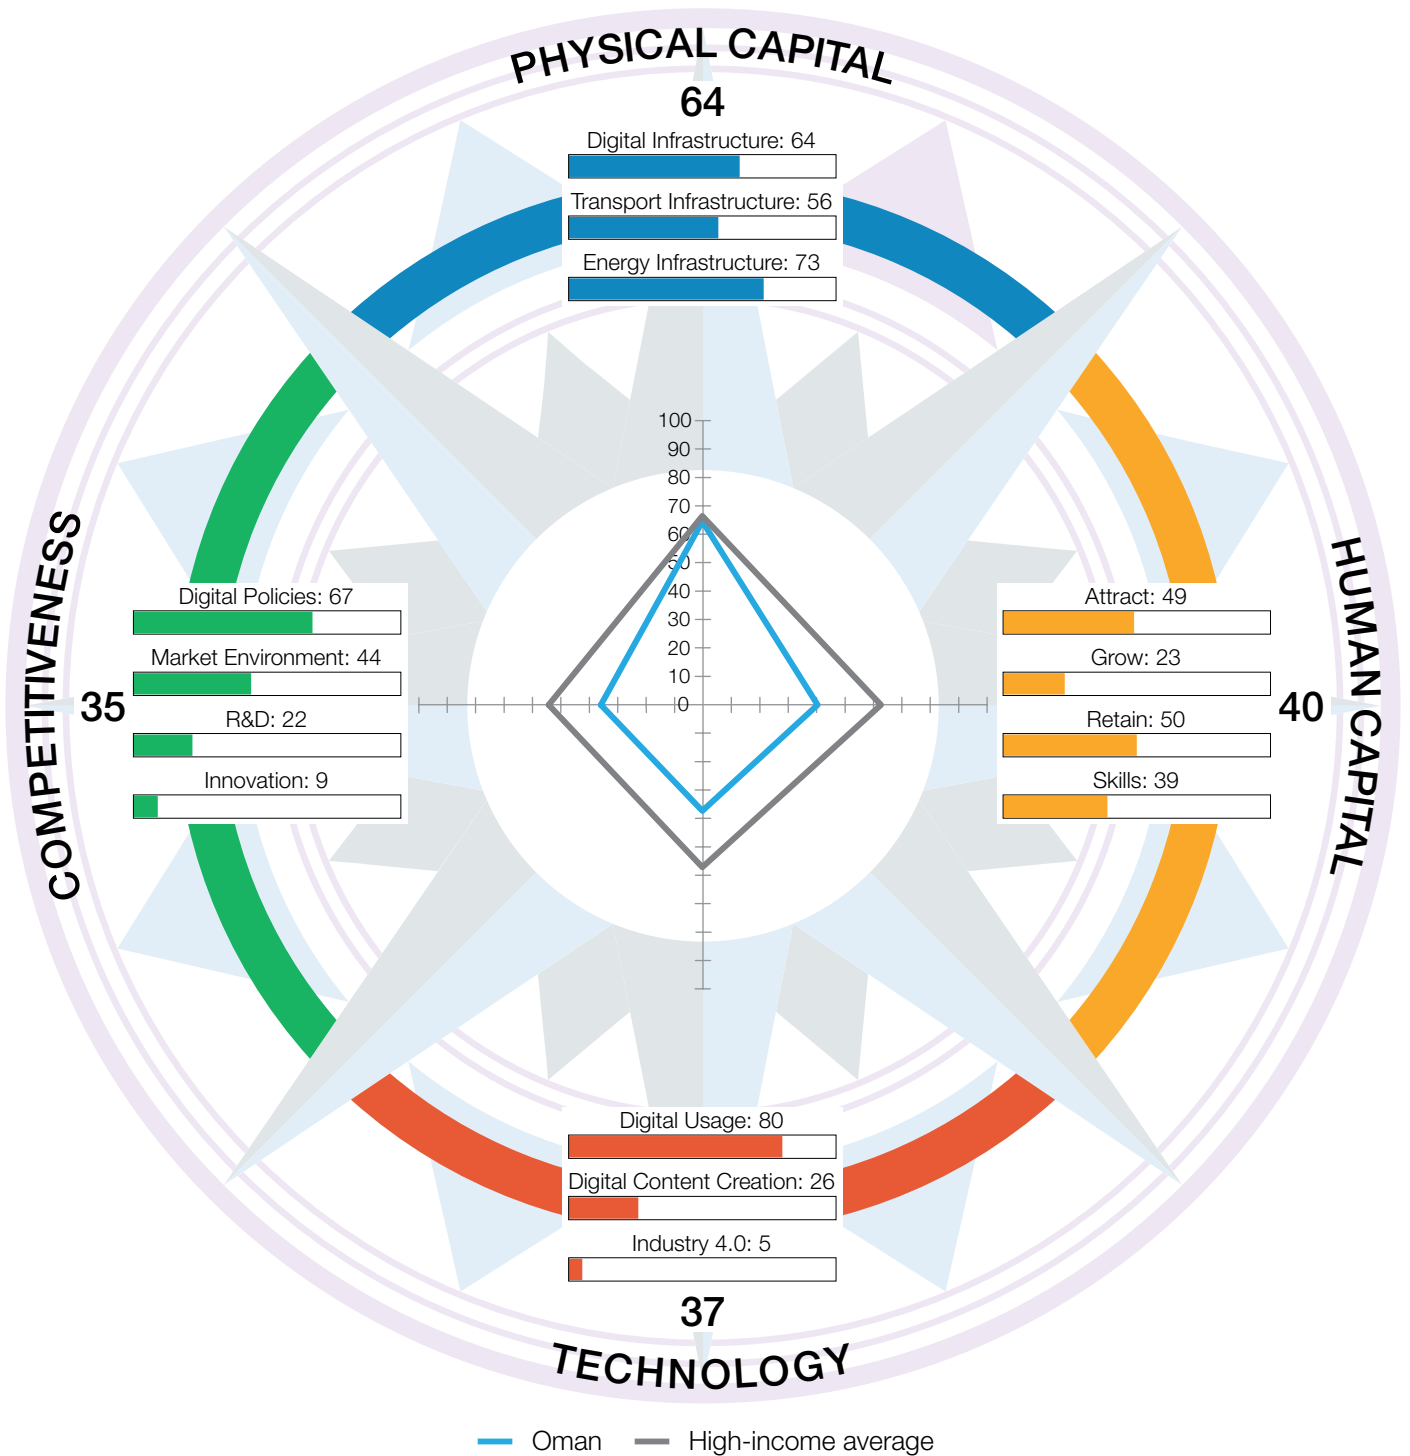 PHYSICAL CAPITAL
64
Digital Infrastructure: 64
Transport Infrastructure: 56
Energy Infrastructure: 73
100
90
80
70
60
50
40
30
20
10
0
COMPETITIVENESS
35
Digital Policies: 67
Market Environment: 44
R&D: 22
Innovation: 9
HUMAN CAPITAL
40
Attract: 49
Grow: 23
Retain: 50
Skills: 39
Digital Usage: 80
Digital Content Creation: 26
Industry 4.0: 5
37
TECHNOLOGY
Oman
High-income average